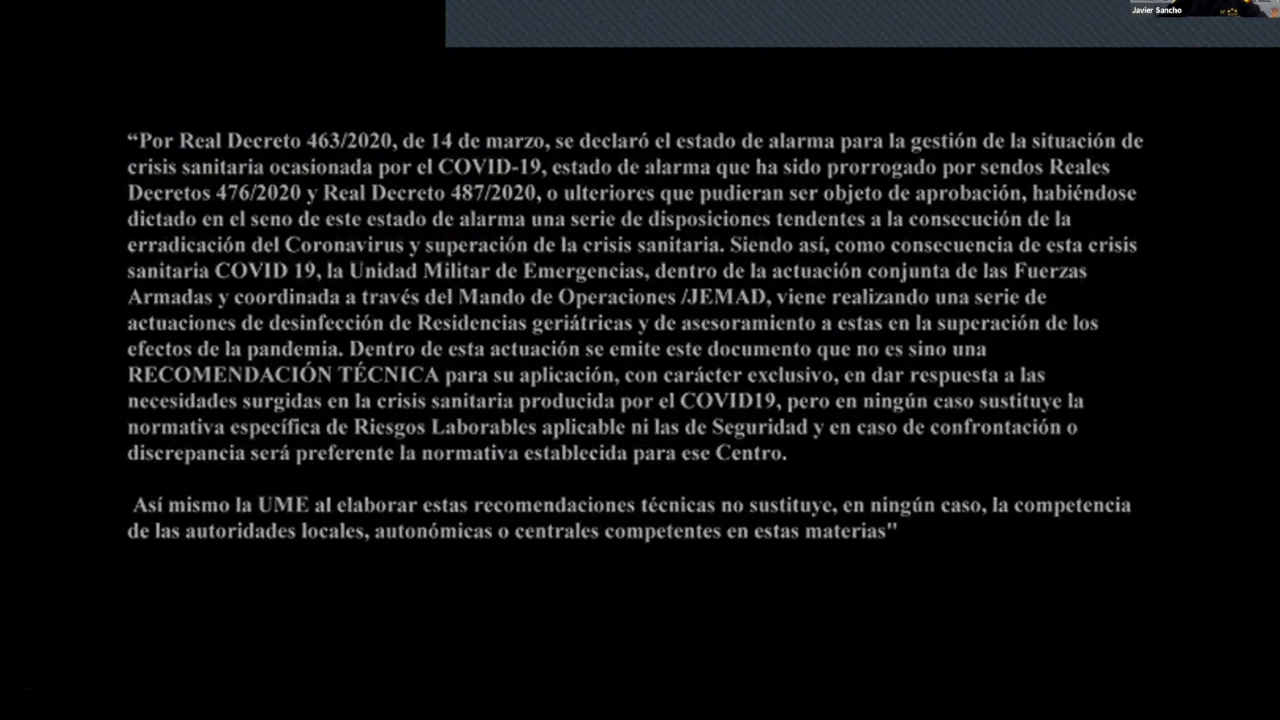 Javier Sancho
“Por Real Decreto 463/2020, de 14 de marzo, se declaró el estado de alarma para la gestión de la situación de
crisis sanitaria ocasionada por el COVID-19, estado de alarma que ha sido prorrogado por sendos Reales
Decretos 476/2020 y Real Decreto 487/2020, o ulteriores que pudieran ser objeto de aprobación, habiéndose
dictado en el seno de este estado de alarma una serie de disposiciones tendentes a la consecución de la
erradicación del Coronavirus y superación de la crisis sanitaria. Siendo así, como consecuencia de esta crisis
sanitaria COVID 19, la Unidad Militar de Emergencias, dentro de la actuación conjunta de las Fuerzas
Armadas y coordinada a través del Mando de Operaciones /JEMAD, viene realizando una serie de
actuaciones de desinfección de Residencias geriátricas y de asesoramiento a estas en la superación de los
efectos de la pandemia. Dentro de esta actuación se emite este documento que no es sino una
RECOMENDACIÓN TÉCNICA para su aplicación, con carácter exclusivo, en dar respuesta a las
necesidades surgidas en la crisis sanitaria producida por el COVID19, pero en ningún caso sustituye la
normativa específica de Riesgos Laborables aplicable ni las de Seguridad y en caso de confrontación o
discrepancia será preferente la normativa establecida para ese Centro.
Así mismo la UME al elaborar estas recomendaciones técnicas no sustituye, en ningún caso, la competencia
de las autoridades locales, autonómicas o centrales competentes en estas materias"